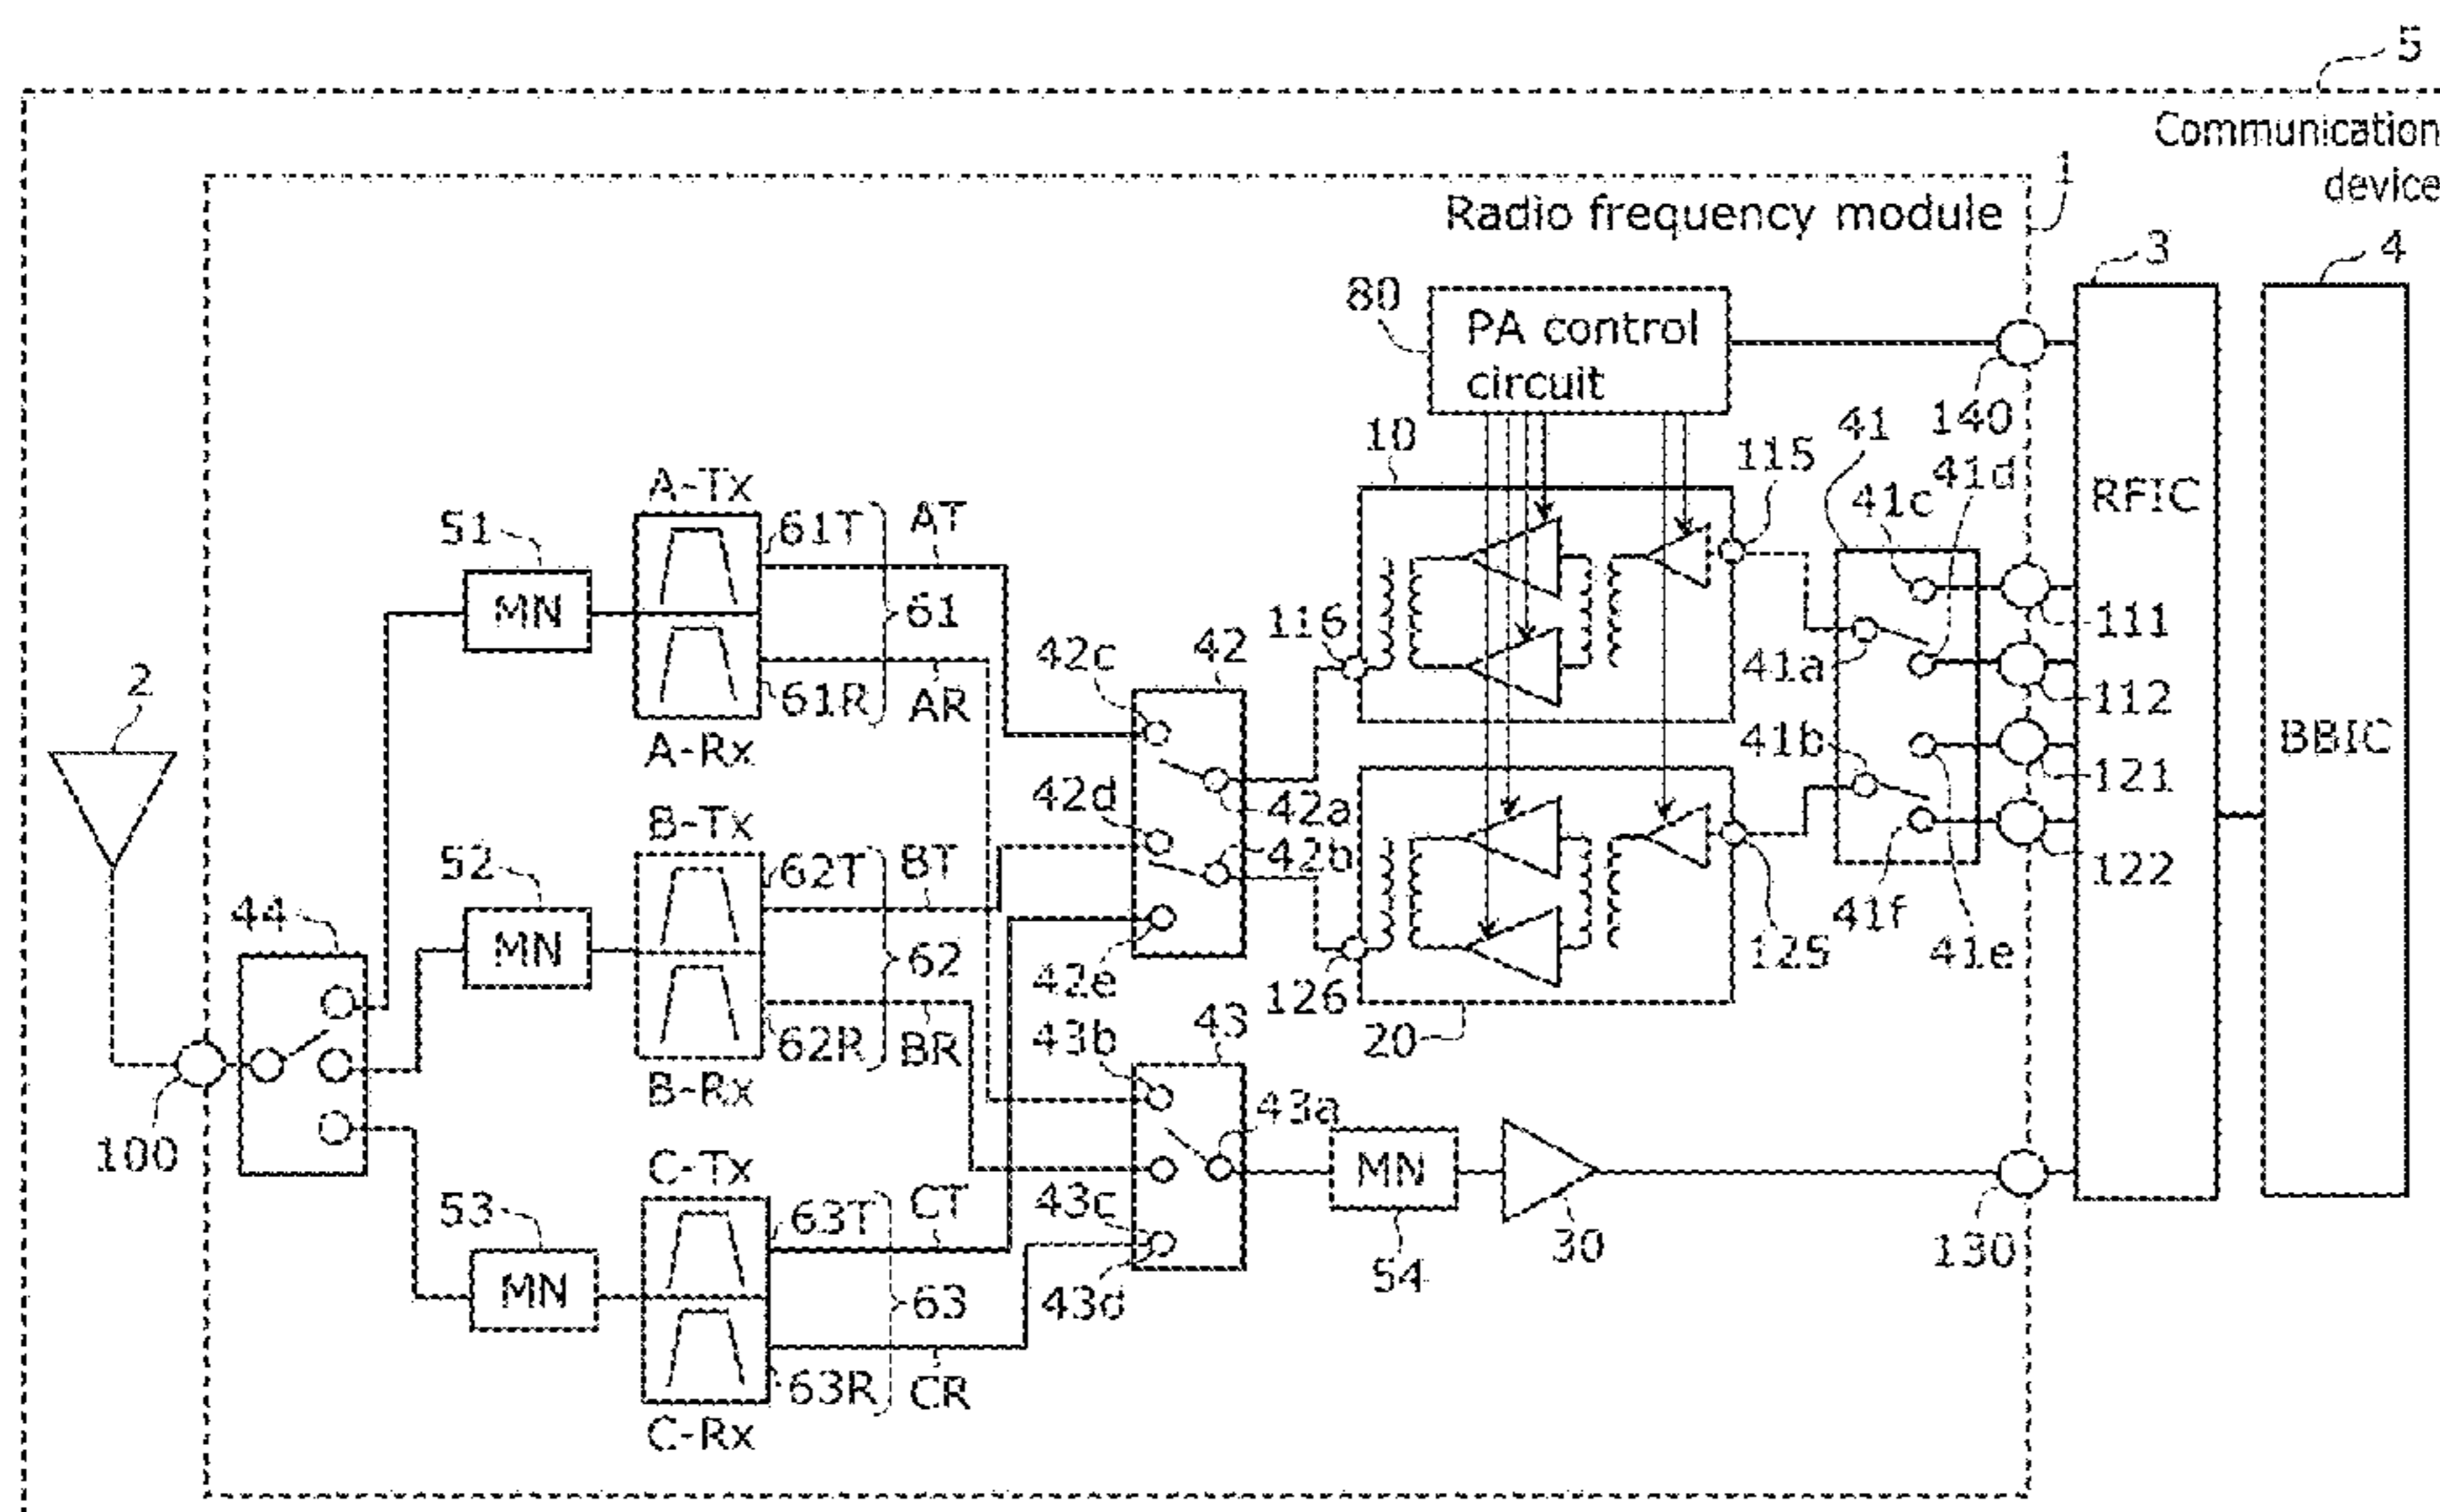 5
Communication
device
1
Radio frequency module
3
4
80
PA control
circuit
140
10
115
41
41d
41c
RFIC
A-Tx
51
61T
AT
MN
61
116
42
42c
41a
111
2
61R
AR
112
A-Rx
41b
BBIC
42d
42a
121
B-Tx
52
62T
BT
42b
122
44
MN
41f
62
42e
126
125
41e
43
43b
20
62R
BR
B-Rx
43a
100
MN
C-Tx
53
63T
CT
43c
30
130
54
MN
63
43d
63R
CR
C-Rx